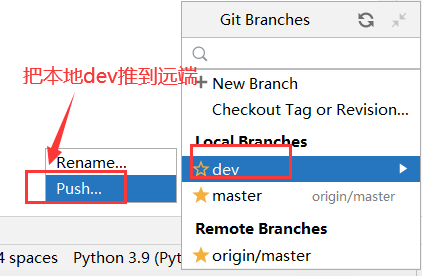 Git Branches
把本地dev推到远端
New Branch
Checkout Tag or Revision...
Local Branches
Rename...
dev
Push...
master origin/master
Remote Branches
origin/master
4 spaces Python 3.9 (Pyt